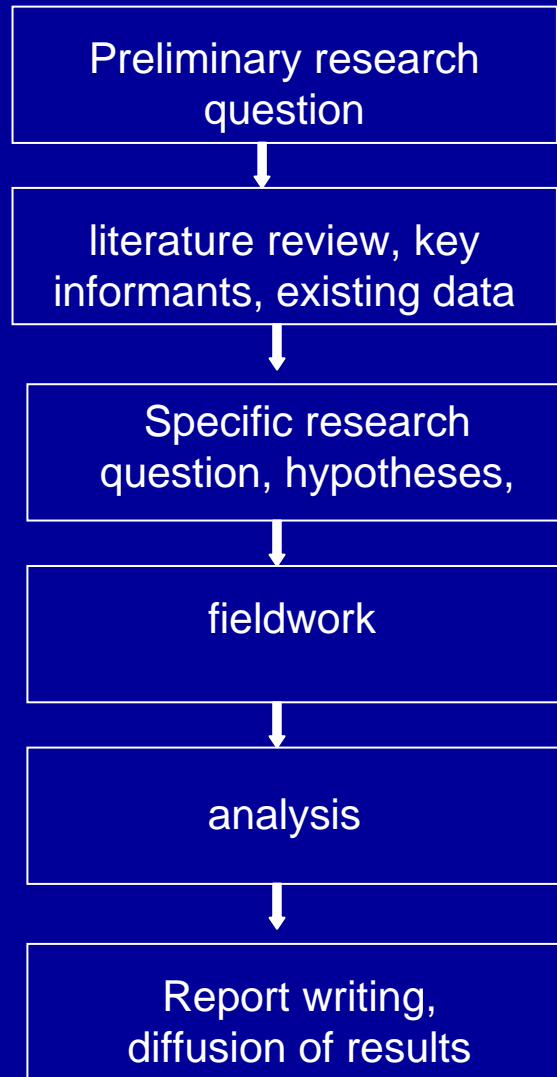 Preliminary research
question
literature review, key
informants, existing data
Specific research
question, hypotheses,
fieldwork
analysis
Report writing,
diffusion of results